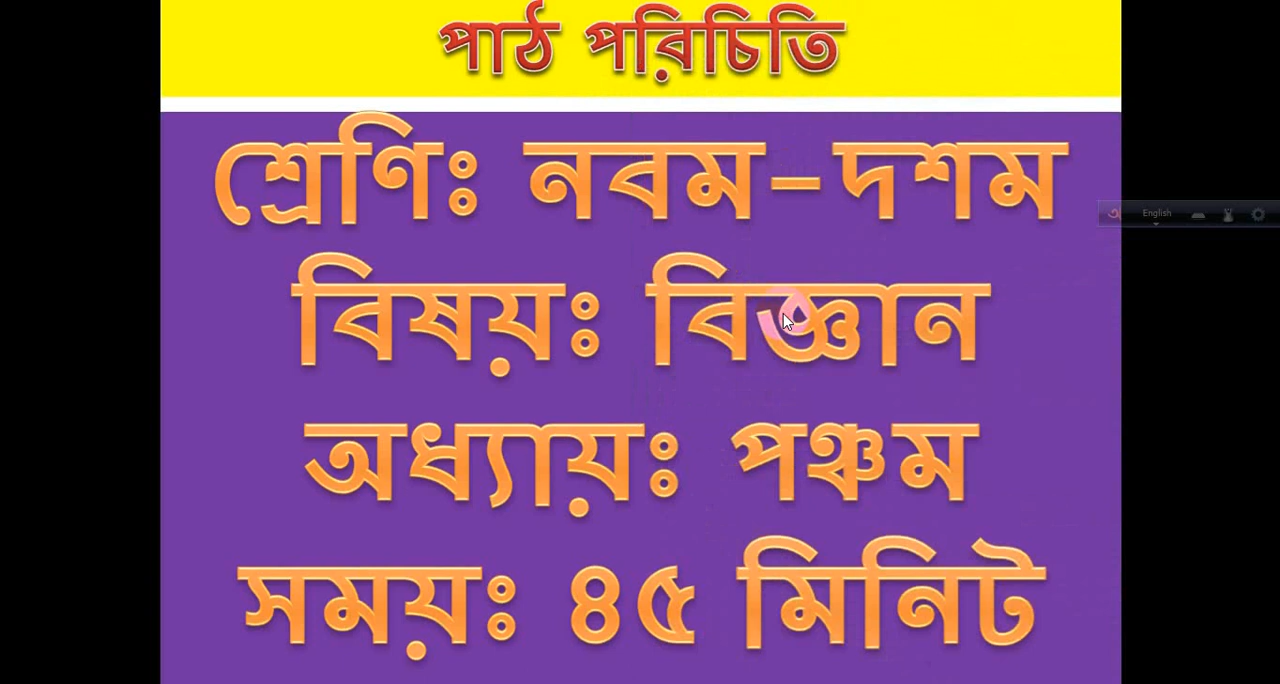 পাঠ পরিচিতি
শ্রেণিঃ নবম-দশম
English
বিষয়ঃ বিজ্ঞান
অধ্যায়ঃ পঞ্চম
সময়ঃ ৪৫ মিনিট